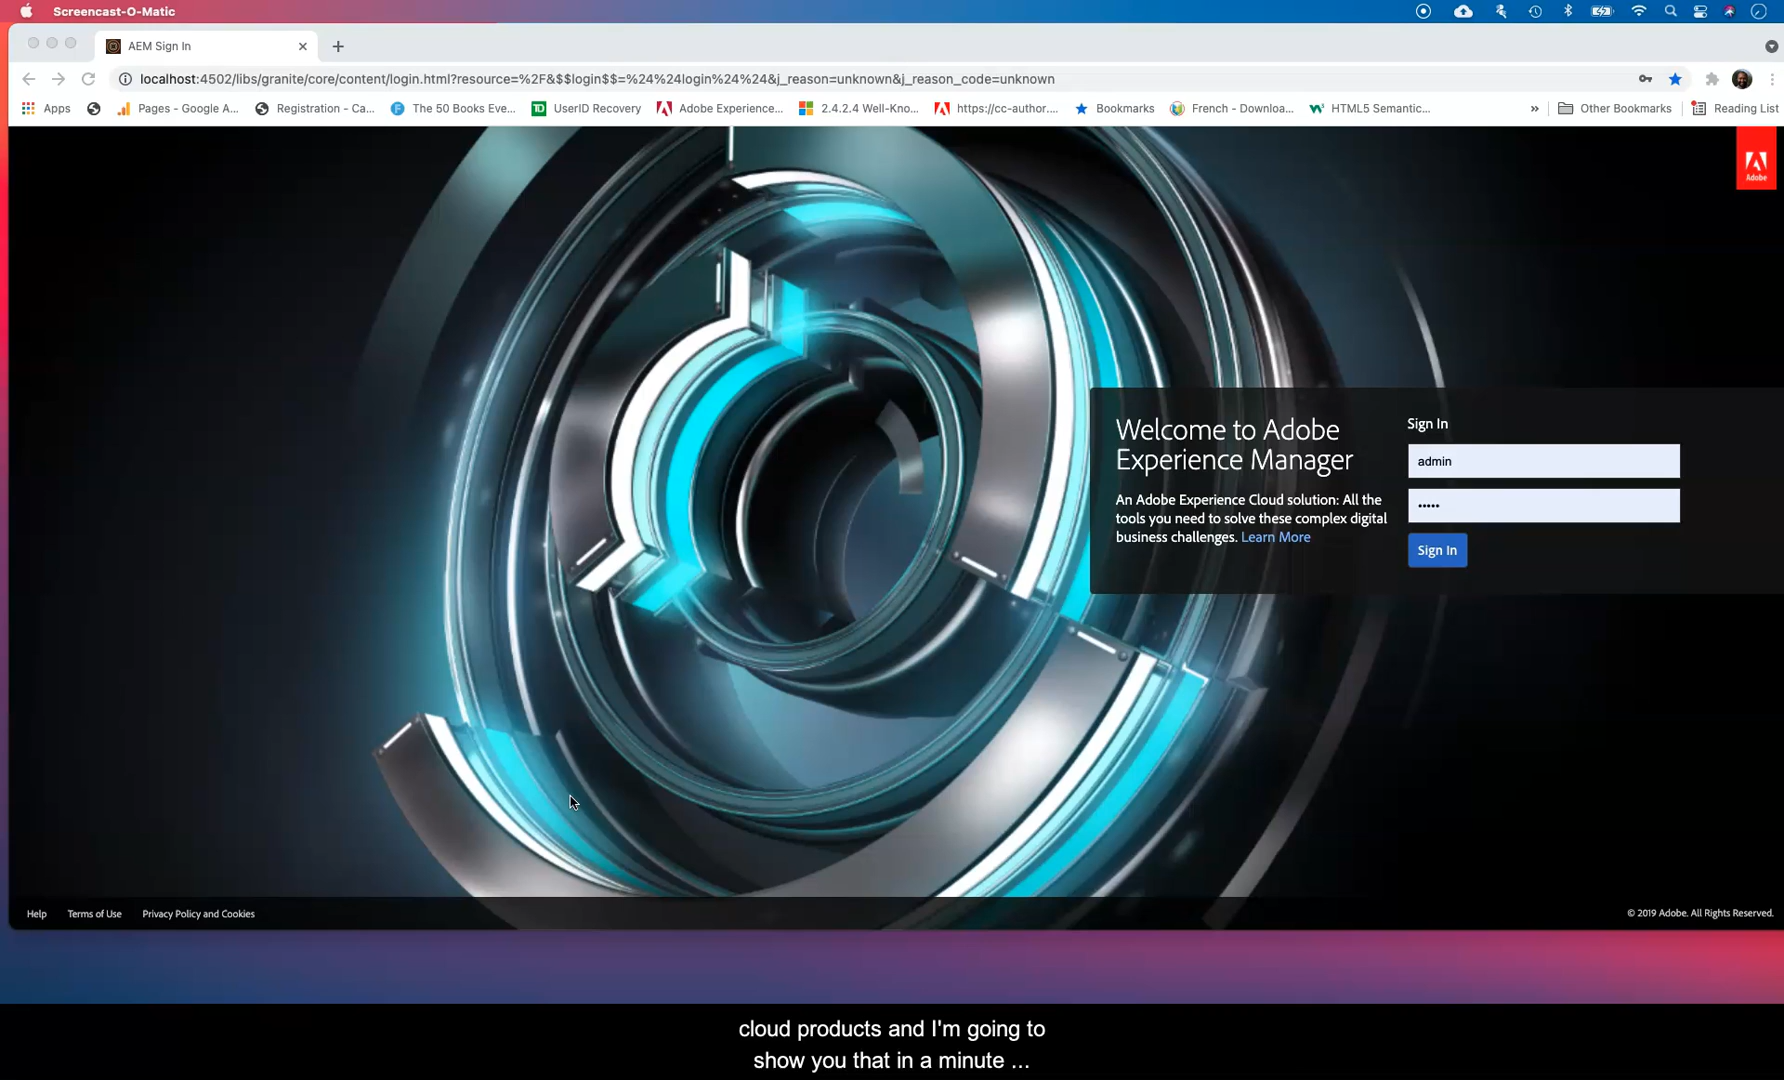 Screencast-O-Matic
AEM Sign In
localhost:4502/libs/granite/core/content/login.html?resource=%2F&$$login$$=%24%24login%24%24&j_reason=unknown&j_reason_code=unknown
Apps Pages - Google A... Registration - Ca... The 50 Books Eve... UserID Recovery Adobe Experience... 2.4.2.4 Well-Kno... https://cc-author.... Bookmarks French - Downloa... HTML5 Semantic... » Other Bookmarks Reading List
Adobe
Welcome to Adobe
Experience Manager
An Adobe Experience Cloud solution: All the
tools you need to solve these complex digital
business challenges. Learn More
Sign In
admin
•••••
Sign In
Help Terms of Use Privacy Policy and Cookies
© 2019 Adobe. All Rights Reserved.
cloud products and I'm going to
show you that in a minute ...